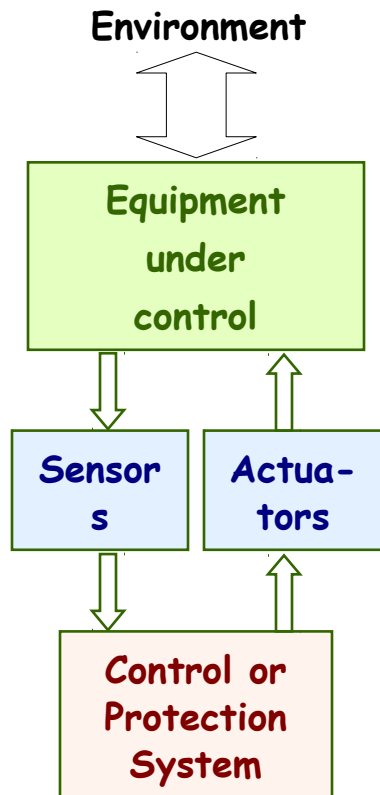 Environment
Equipment
under
control
Sensor
s
Actua-
tors
Control or
Protection
System